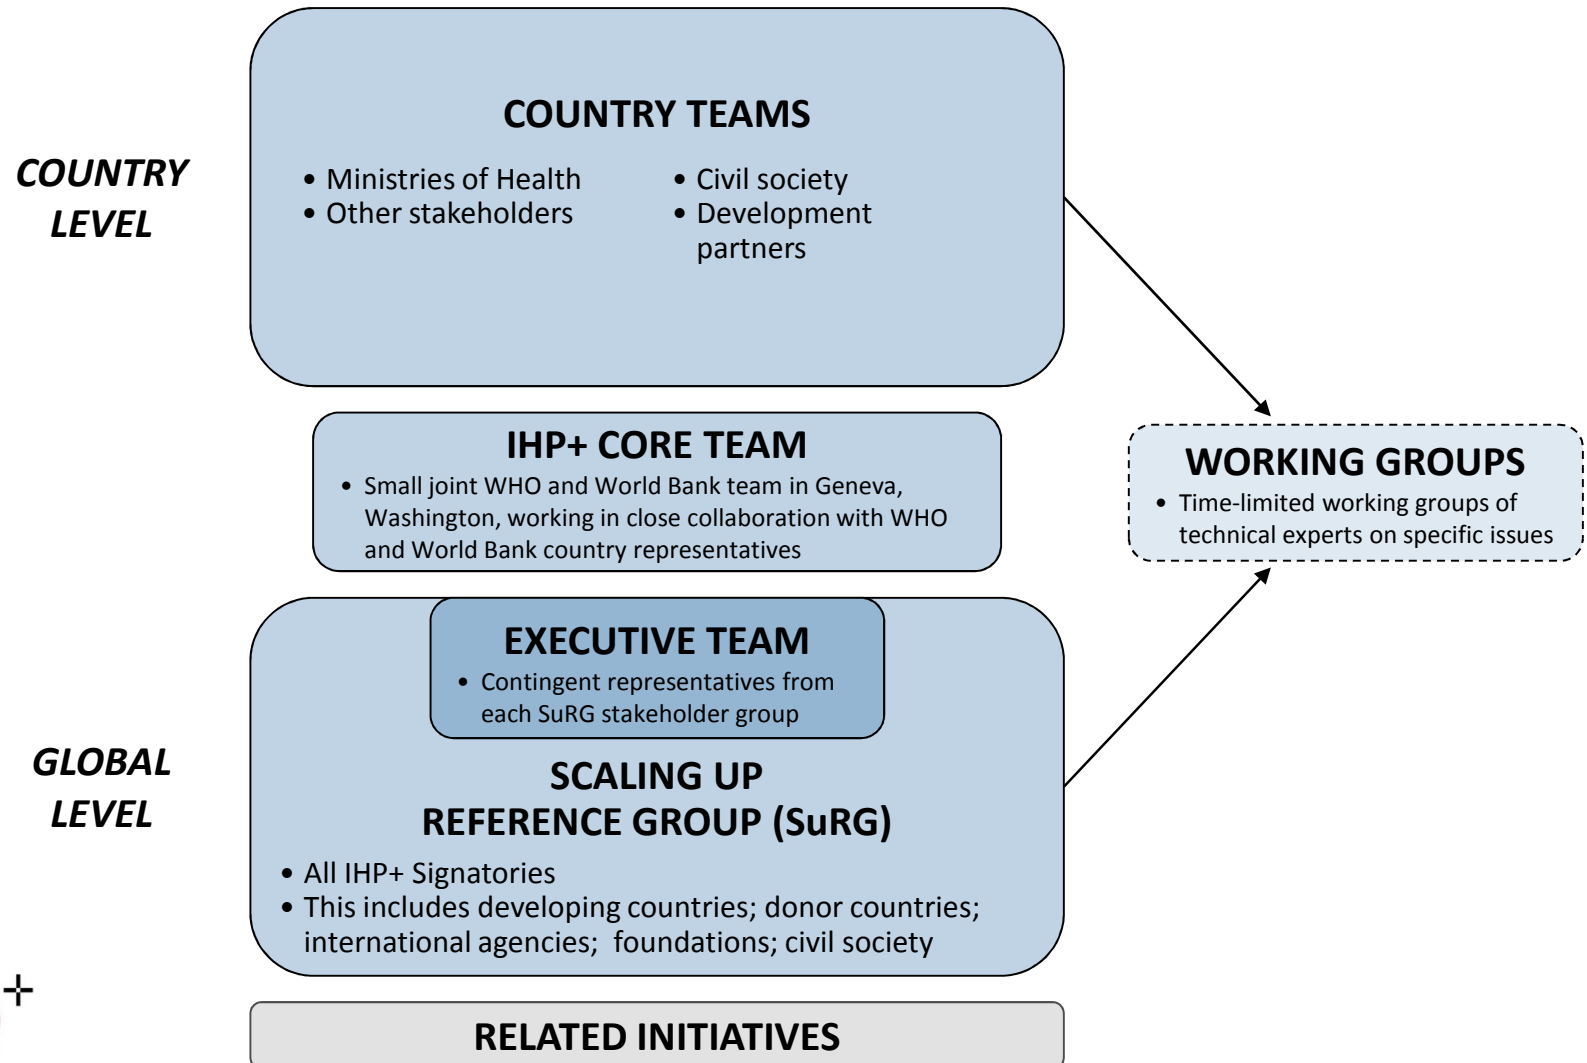 COUNTRY LEVEL
COUNTRY TEAMS
• Ministries of Health
• Other stakeholders
• Civil society
• Development
partners
IHP+ CORE TEAM
• Small joint WHO and World Bank team in Geneva,
Washington, working in close collaboration with WHO
and World Bank country representatives
WORKING GROUPS
• Time-limited working groups of
technical experts on specific issues
EXECUTIVE TEAM
• Contingent representatives from
each SuRG stakeholder group
GLOBAL
LEVEL
SCALING UP
REFERENCE GROUP (SuRG)
• All IHP+ Signatories
• This includes developing countries; donor countries;
international agencies; foundations; civil society
RELATED INITIATIVES